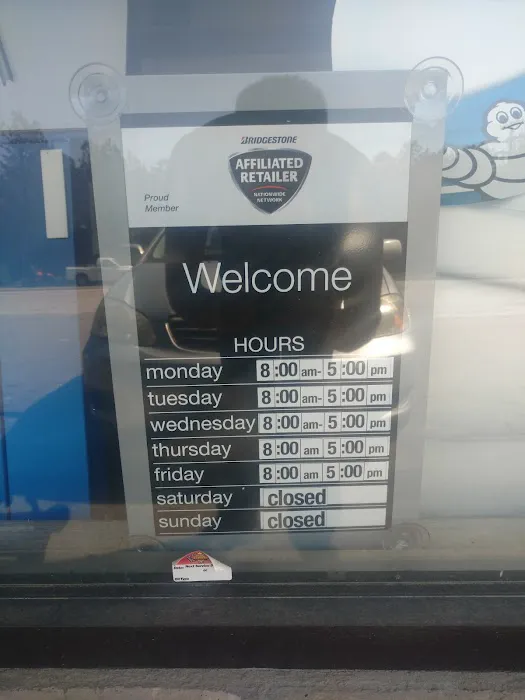 BRIDGESTONE
AFFILIATED
RETAILER
NATIONWIDE
NETWORK
Proud
Member
Welcome
HOURS
monday 8:00 am- 5:00 pm
tuesday 8:00 am- 5:00 pm
wednesday 8:00 am- 5:00 pm
thursday 8:00 am 5:00 pm
friday 8:00 am 5:00 pm
saturday closed
sunday closed
Next Service